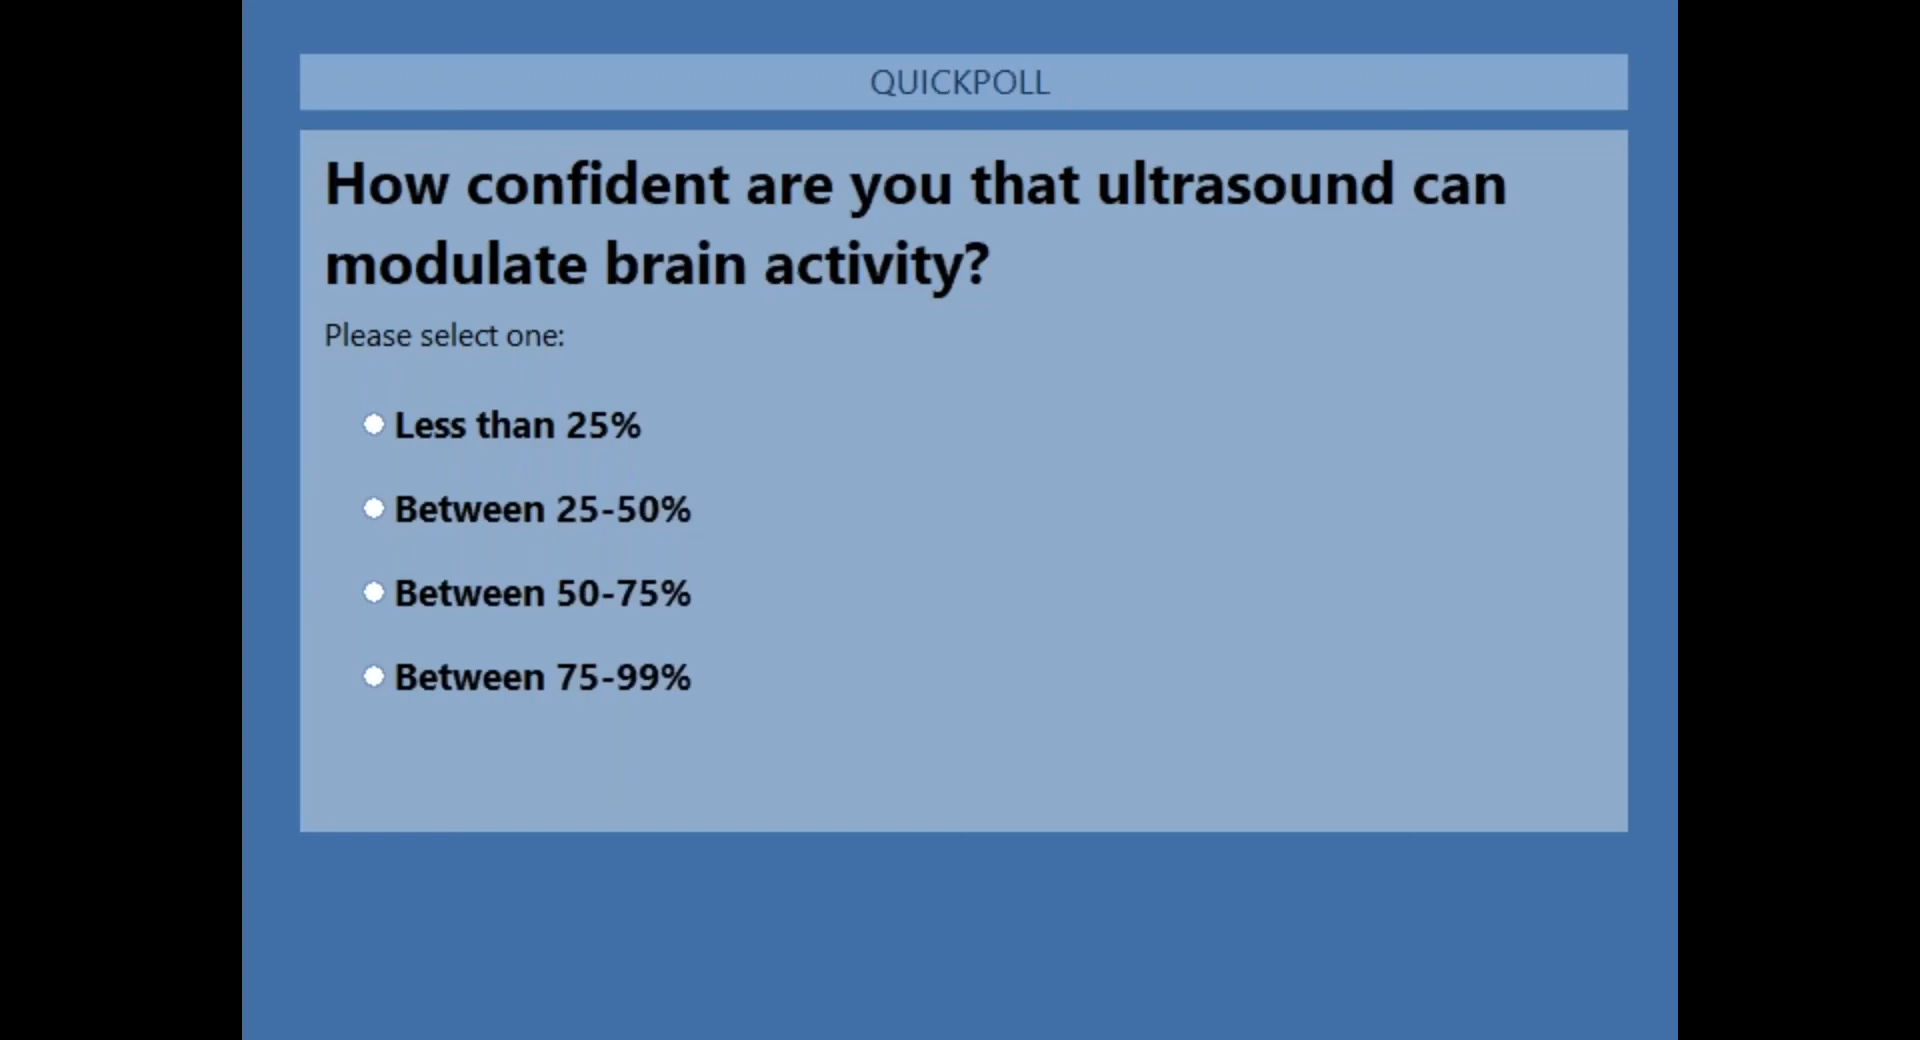 QUICKPOLL
How confident are you that ultrasound can
modulate brain activity?
Please select one:
Less than 25%
Between 25-50%
Between 50-75%
Between 75-99%